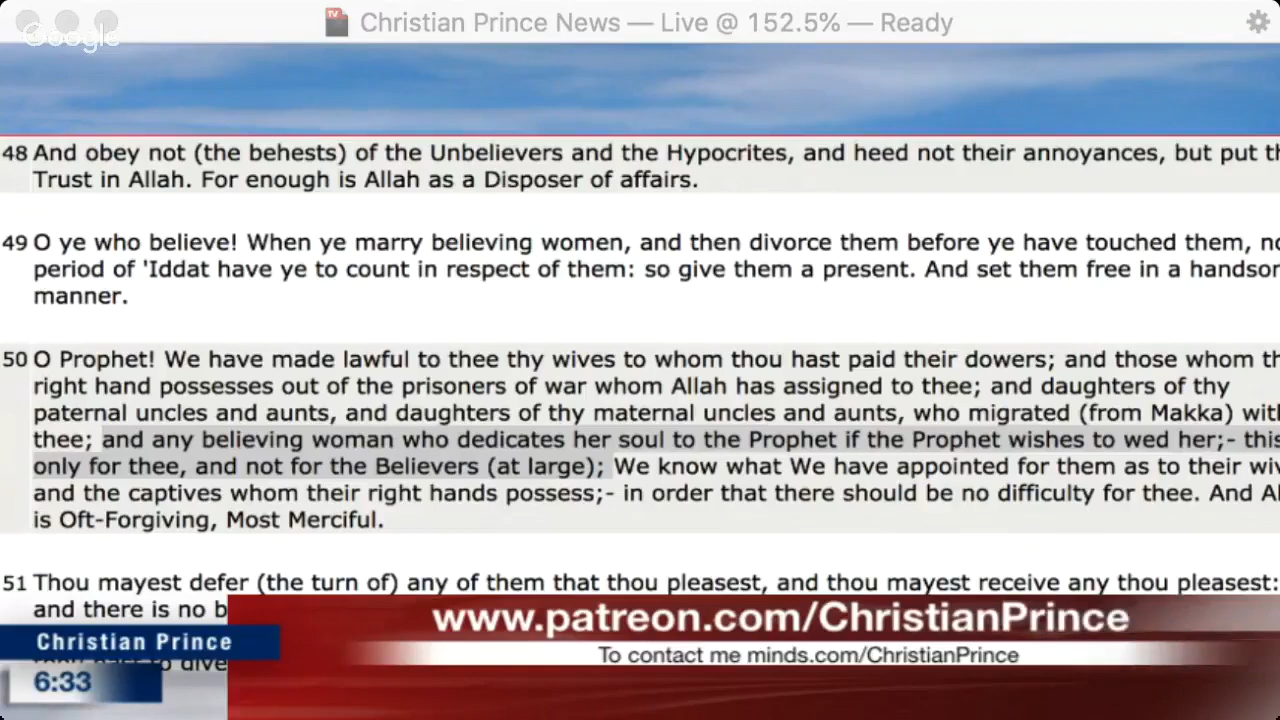 Christian Prince News — Live @ 152.5% — Ready
TV
Google
48 And obey not (the behests) of the Unbelievers and the Hypocrites, and heed not their annoyances, but put th
Trust in Allah. For enough is Allah as a Disposer of affairs.
49 O ye who believe! When ye marry believing women, and then divorce them before ye have touched them, no
period of 'Iddat have ye to count in respect of them: so give them a present. And set them free in a handsor
manner.
50 O Prophet! We have made lawful to thee thy wives to whom thou hast paid their dowers; and those whom th
right hand possesses out of the prisoners of war whom Allah has assigned to thee; and daughters of thy
paternal uncles and aunts, and daughters of thy maternal uncles and aunts, who migrated (from Makka) with
thee; and any believing woman who dedicates her soul to the Prophet if the Prophet wishes to wed her;- this
only for thee, and not for the Believers (at large); We know what We have appointed for them as to their wiv
and the captives whom their right hands possess;- in order that there should be no difficulty for thee. And Al
is Oft-Forgiving, Most Merciful.
51 Thou mayest defer (the turn of) any of them that thou pleasest, and thou mayest receive any thou pleasest:
and there is no b
www.patreon.com/ChristianPrince
Christian Prince
To contact me minds.com/ChristianPrince
6:33